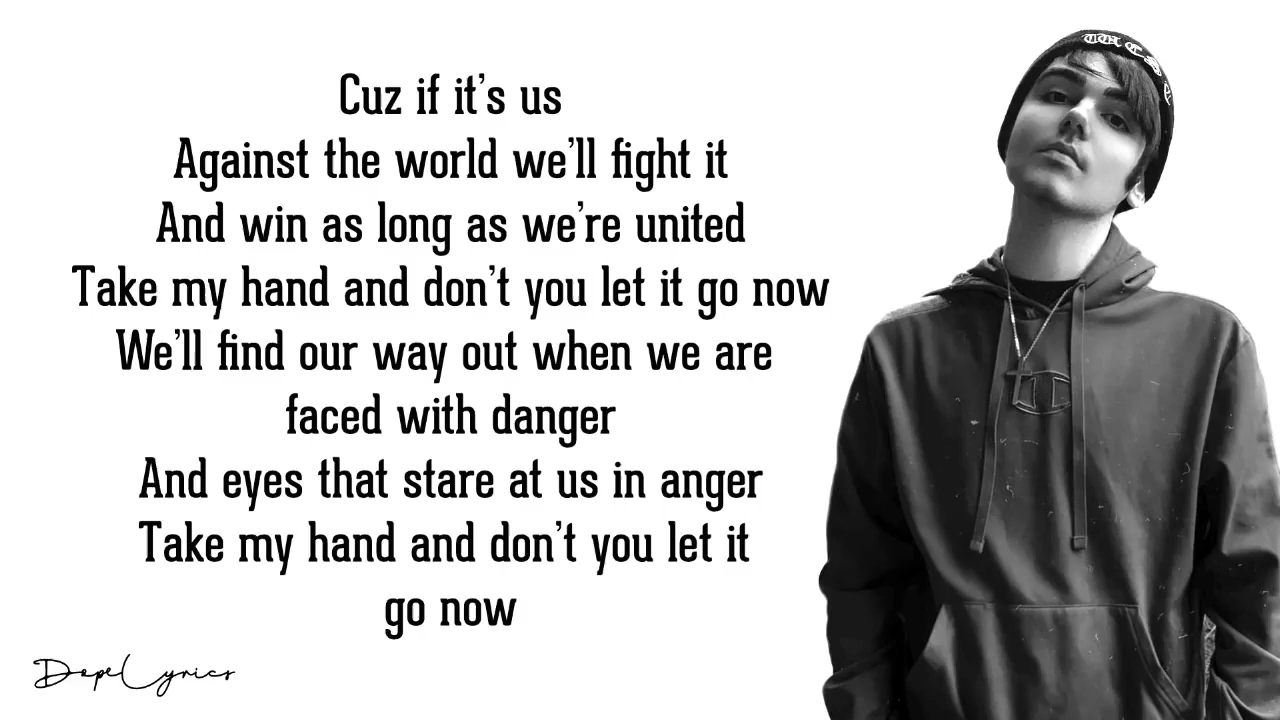 Cuz if it's us
Against the world we'll fight it
And win as long as we're united
Take my hand and don't you let it go now
We'll find our way out when we are
faced with danger
And eyes that stare at us in anger
Take my hand and don't you let it
go now
DopeLyrics